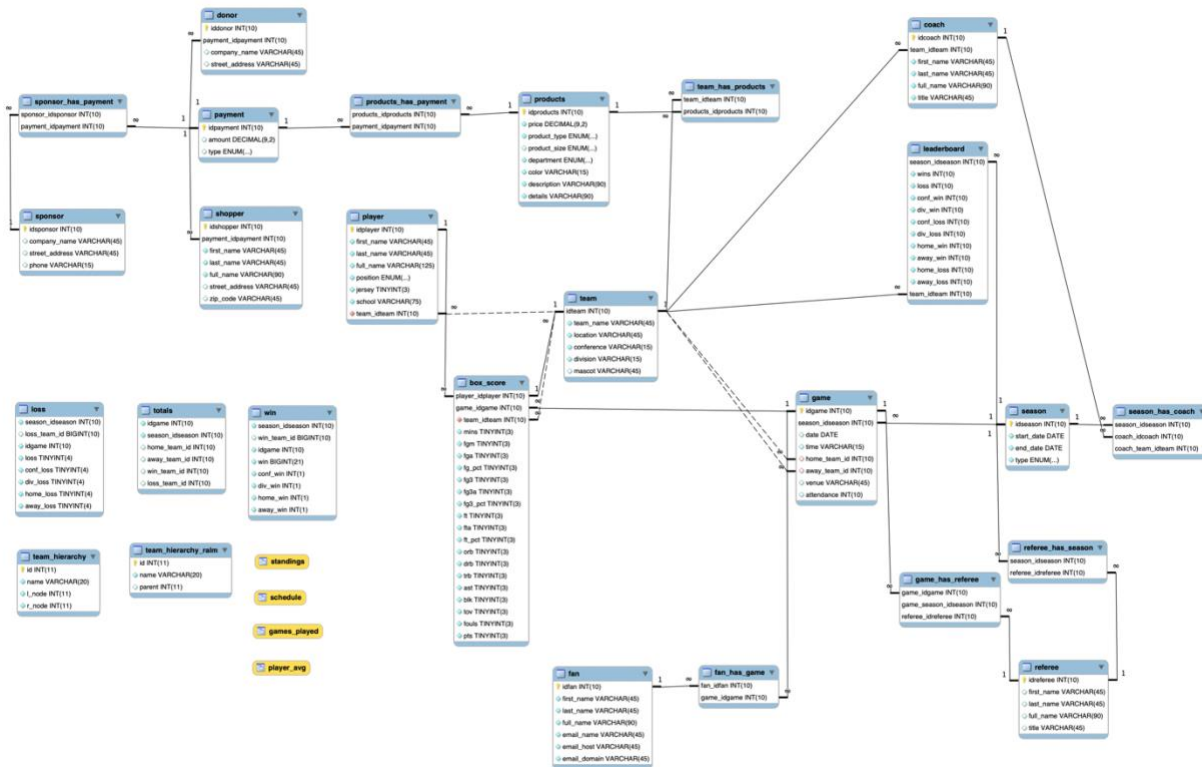 donor
iddonor INT(10)
payment_idpayment INT(10)
company_name VARCHAR(45)
street_address VARCHAR(45)
sponsor_has_payment
sponsor_idsponsor INT(10)
payment_idpayment INT(10)
payment
idpayment INT(10)
amount DECIMAL(9,2)
type ENUM(...)
products_has_payment
products_idproducts INT(10)
payment_idpayment INT(10)
products
idproducts INT(10)
price DECIMAL(9,2)
product_type ENUM(...)
product_size ENUM(...)
department ENUM(...)
color VARCHAR(15)
description VARCHAR(90)
details VARCHAR(90)
team_has_products
team_idteam INT(10)
products_idproducts INT(10)
coach
idcoach INT(10)
team_idteam INT(10)
first_name VARCHAR(45)
last_name VARCHAR(45)
full_name VARCHAR(90)
title VARCHAR(45)
leaderboard
season_idseason INT(10)
wins INT(10)
loss INT(10)
conf_win INT(10)
div_win INT(10)
conf_loss INT(10)
div_loss INT(10)
home_win INT(10)
away_win INT(10)
home_loss INT(10)
away_loss INT(10)
team_idteam INT(10)
sponsor
idsponsor INT(10)
company_name VARCHAR(45)
street_address VARCHAR(45)
phone VARCHAR(15)
shopper
idshopper INT(10)
payment_idpayment INT(10)
first_name VARCHAR(45)
last_name VARCHAR(45)
full_name VARCHAR(90)
street_address VARCHAR(45)
zip_code VARCHAR(45)
player
idplayer INT(10)
first_name VARCHAR(45)
last_name VARCHAR(45)
full_name VARCHAR(125)
position ENUM(...)
jersey TINYINT(3)
school VARCHAR(75)
team_idteam INT(10)
team
idteam INT(10)
team_name VARCHAR(45)
location VARCHAR(45)
conference VARCHAR(15)
division VARCHAR(15)
mascot VARCHAR(45)
box_score
player_idplayer INT(10)
game_idgame INT(10)
team_idteam INT(10)
mins TINYINT(3)
fgm TINYINT(3)
fga TINYINT(3)
fg_pct TINYINT(3)
fg3 TINYINT(3)
fg3a TINYINT(3)
fg3_pct TINYINT(3)
ft TINYINT(3)
fta TINYINT(3)
ft_pct TINYINT(3)
orb TINYINT(3)
drb TINYINT(3)
trb TINYINT(3)
ast TINYINT(3)
blk TINYINT(3)
tov TINYINT(3)
fouls TINYINT(3)
pts TINYINT(3)
game
idgame INT(10)
season_idseason INT(10)
date DATE
time VARCHAR(15)
home_team_id INT(10)
away_team_id INT(10)
venue VARCHAR(45)
attendance INT(10)
season
idseason INT(10)
start_date DATE
end_date DATE
type ENUM(...)
season_has_coach
season_idseason INT(10)
coach_idcoach INT(10)
coach_team_idteam INT(10)
loss
season_idseason INT(10)
loss_team_id BIGINT(10)
idgame INT(10)
loss TINYINT(4)
conf_loss TINYINT(4)
div_loss TINYINT(4)
home_loss TINYINT(4)
away_loss TINYINT(4)
totals
idgame INT(10)
season_idseason INT(10)
home_team_id INT(10)
away_team_id INT(10)
win_team_id INT(10)
loss_team_id INT(10)
win
season_idseason INT(10)
win_team_id BIGINT(10)
idgame INT(10)
win BIGINT(21)
conf_win INT(1)
div_win INT(1)
home_win INT(1)
away_win INT(1)
team_hierarchy
id INT(11)
name VARCHAR(20)
l_node INT(11)
r_node INT(11)
team_hierarchy_ralm
id INT(11)
name VARCHAR(20)
parent INT(11)
standings
schedule
games_played
player_avg
referee_has_season
season_idseason INT(10)
referee_idreferee INT(10)
game_has_referee
game_idgame INT(10)
game_season_idseason INT(10)
referee_idreferee INT(10)
referee
idreferee INT(10)
first_name VARCHAR(45)
last_name VARCHAR(45)
full_name VARCHAR(90)
title VARCHAR(45)
fan
idfan INT(10)
first_name VARCHAR(45)
last_name VARCHAR(45)
full_name VARCHAR(90)
email_name VARCHAR(45)
email_host VARCHAR(45)
email_domain VARCHAR(45)
fan_has_game
fan_idfan INT(10)
game_idgame INT(10)